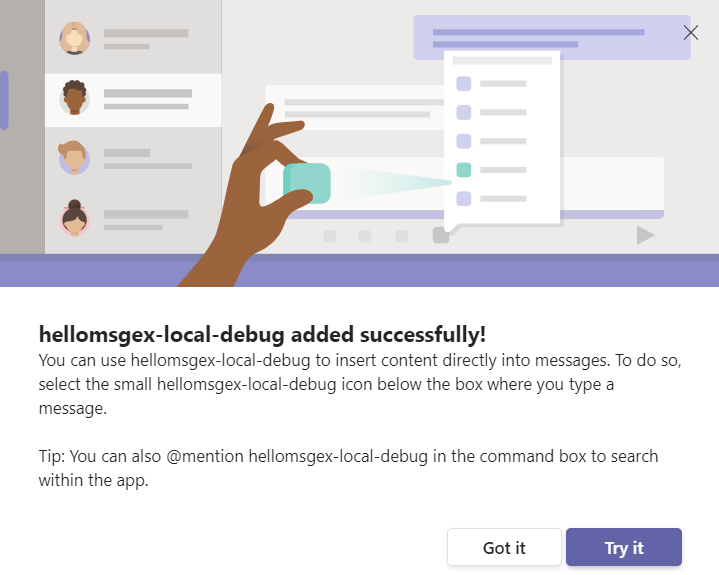 hellomsgex-local-debug added successfully!
You can use hellomsgex-local-debug to insert content directly into messages. To do so,
select the small hellomsgex-local-debug icon below the box where you type a
message.
Tip: You can also @mention hellomsgex-local-debug in the command box to search
within the app.
Got it
Try it